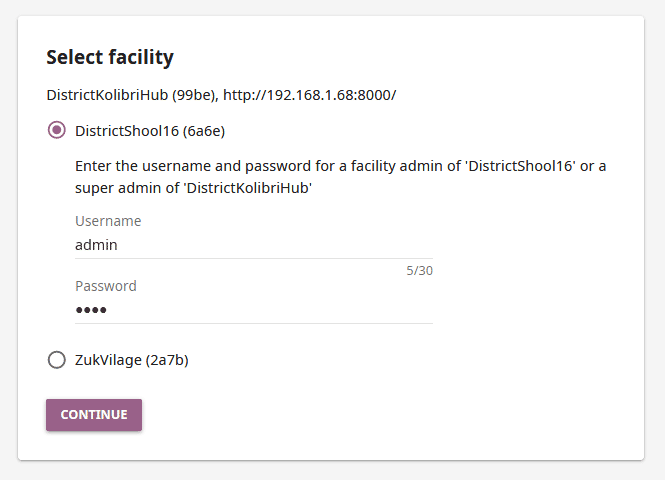 Select facility
DistrictKolibriHub (99be), http://192.168.1.68:8000/
DistrictShool16 (6a6e)
Enter the username and password for a facility admin of 'DistrictShool16' or a
super admin of 'DistrictKolibriHub'
Username
admin
5/30
Password
••••
ZukVilage (2a7b)
CONTINUE